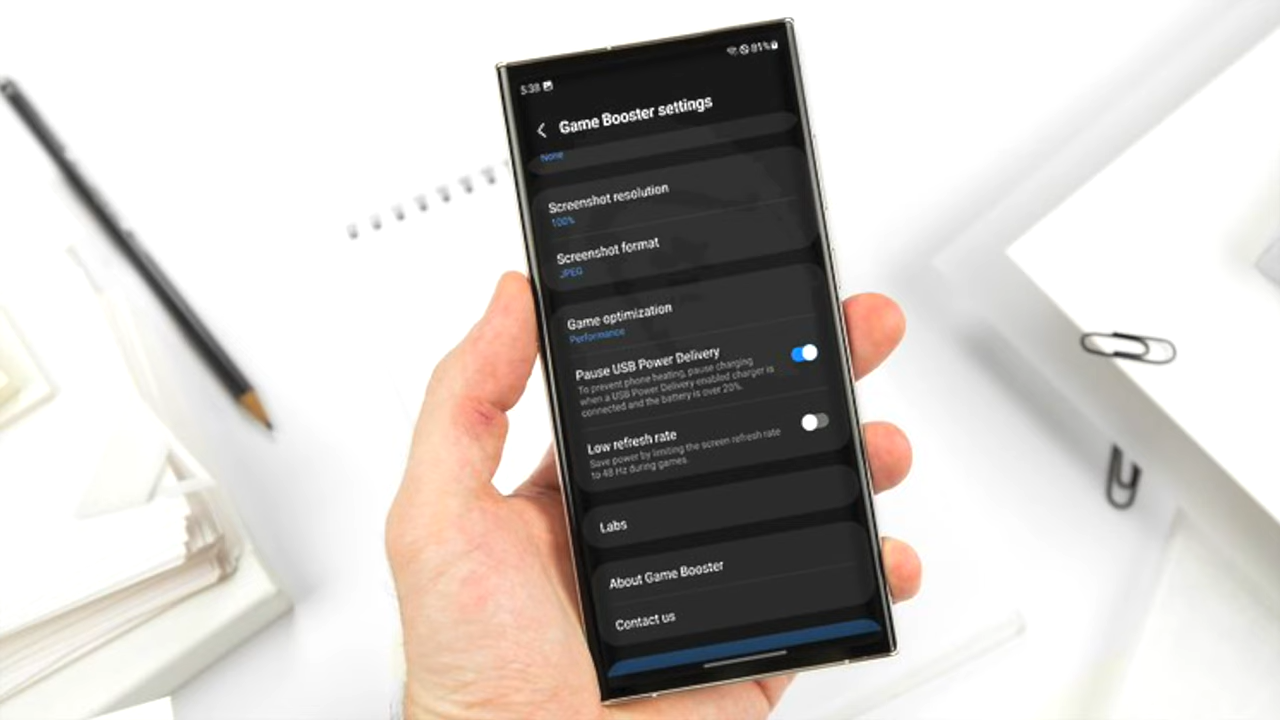 5:38
81%
Game Booster settings
None
Screenshot resolution
100%
Screenshot format
JPEG
Game optimization
Performance
Pause USB Power Delivery
To prevent phone heating, pause charging
when a USB Power Delivery enabled charger is
connected and the battery is over 20%.
Low refresh rate
Save power by limiting the screen refresh rate
to 48 Hz during games.
Labs
About Game Booster
Contact us